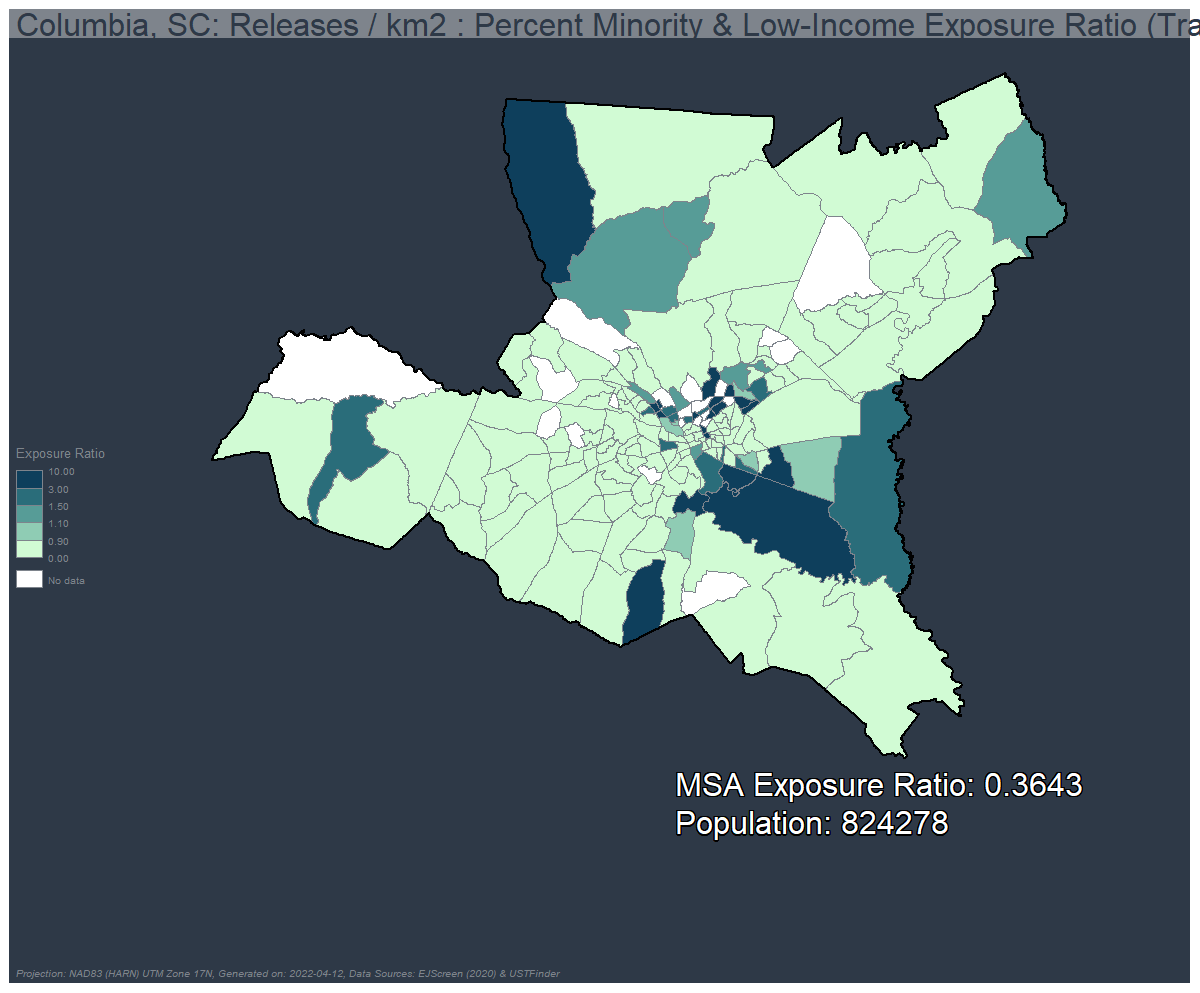 Columbia, SC: Releases / km2 : Percent Minority & Low-Income Exposure Ratio (Tra
Exposure Ratio
10.00
3.00
1.50
1.10
0.90
0.00
No data
MSA Exposure Ratio: 0.3643
Population: 824278
Projection: NAD83 (HARN) UTM Zone 17N, Generated on: 2022-04-12, Data Sources: EJScreen (2020) & USTFinder